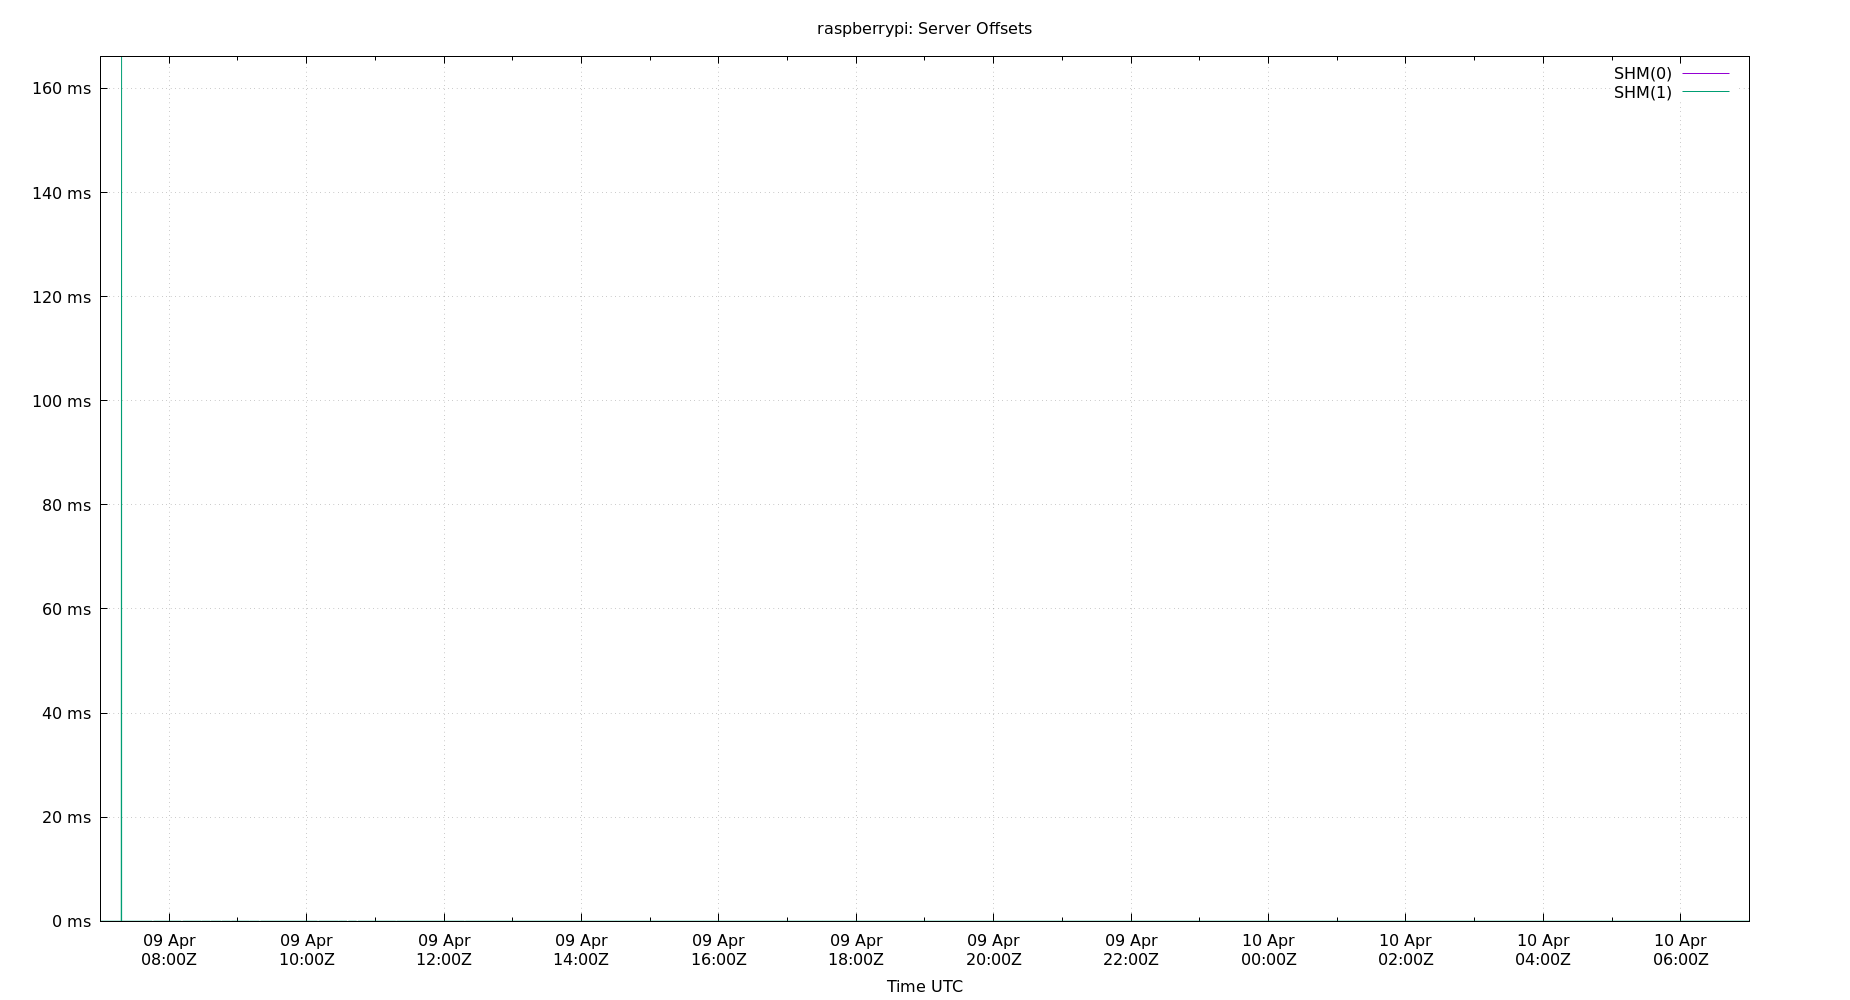 raspberrypi: Server Offsets
SHM(0)
SHM(1)
160 ms
140 ms
120 ms
100 ms
80 ms
60 ms
40 ms
20 ms
0 ms
09 Apr 09 Apr 09 Apr 09 Apr 09 Apr 09 Apr 09 Apr 09 Apr 10 Apr 10 Apr 10 Apr 10 Apr
08:00Z 10:00Z 12:00Z 14:00Z 16:00Z 18:00Z 20:00Z 22:00Z 00:00Z 02:00Z 04:00Z 06:00Z
Time UTC